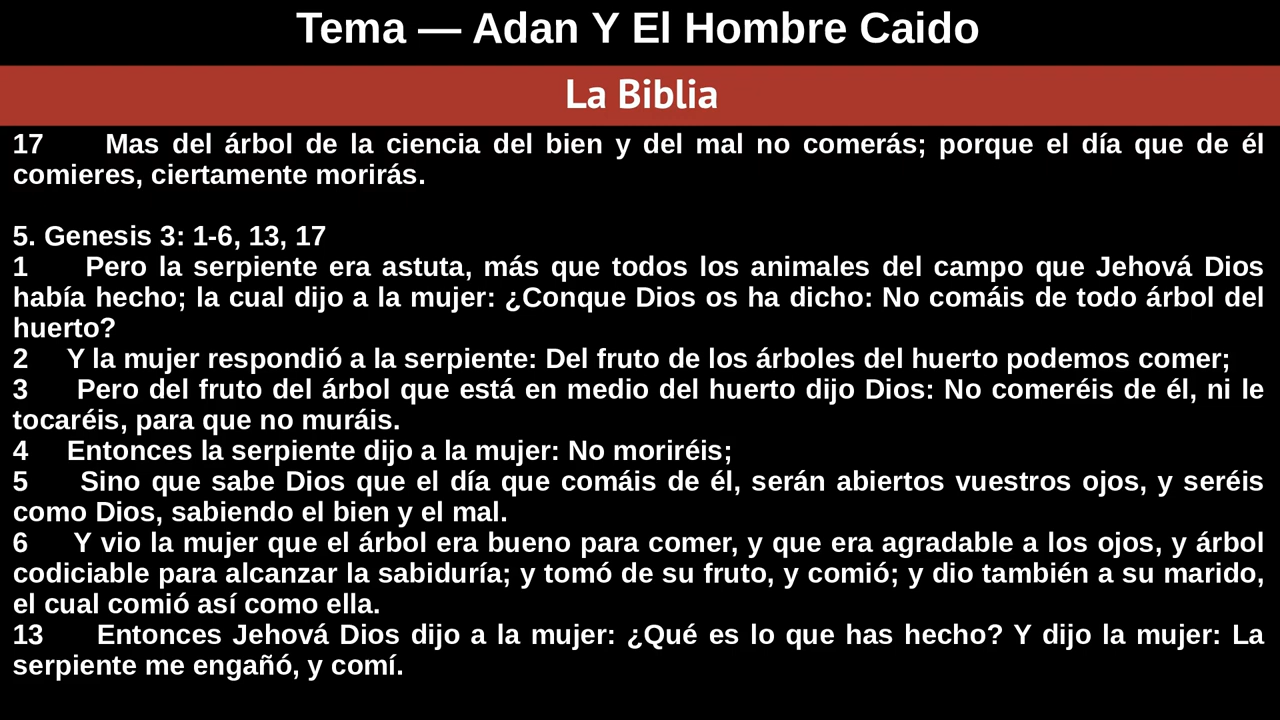 Tema — Adan Y El Hombre Caido
La Biblia
17 Mas del árbol de la ciencia del bien y del mal no comerás; porque el día que de él
comieres, ciertamente morirás.
5. Genesis 3: 1-6, 13, 17
1 Pero la serpiente era astuta, más que todos los animales del campo que Jehová Dios
había hecho; la cual dijo a la mujer: ¿Conque Dios os ha dicho: No comáis de todo árbol del
huerto?
2 Y la mujer respondió a la serpiente: Del fruto de los árboles del huerto podemos comer;
3 Pero del fruto del árbol que está en medio del huerto dijo Dios: No comeréis de él, ni le
tocaréis, para que no muráis.
4 Entonces la serpiente dijo a la mujer: No moriréis;
5 Sino que sabe Dios que el día que comáis de él, serán abiertos vuestros ojos, y seréis
como Dios, sabiendo el bien y el mal.
6 Y vio la mujer que el árbol era bueno para comer, y que era agradable a los ojos, y árbol
codiciable para alcanzar la sabiduría; y tomó de su fruto, y comió; y dio también a su marido,
el cual comió así como ella.
13 Entonces Jehová Dios dijo a la mujer: ¿Qué es lo que has hecho? Y dijo la mujer: La
serpiente me engañó, y comí.